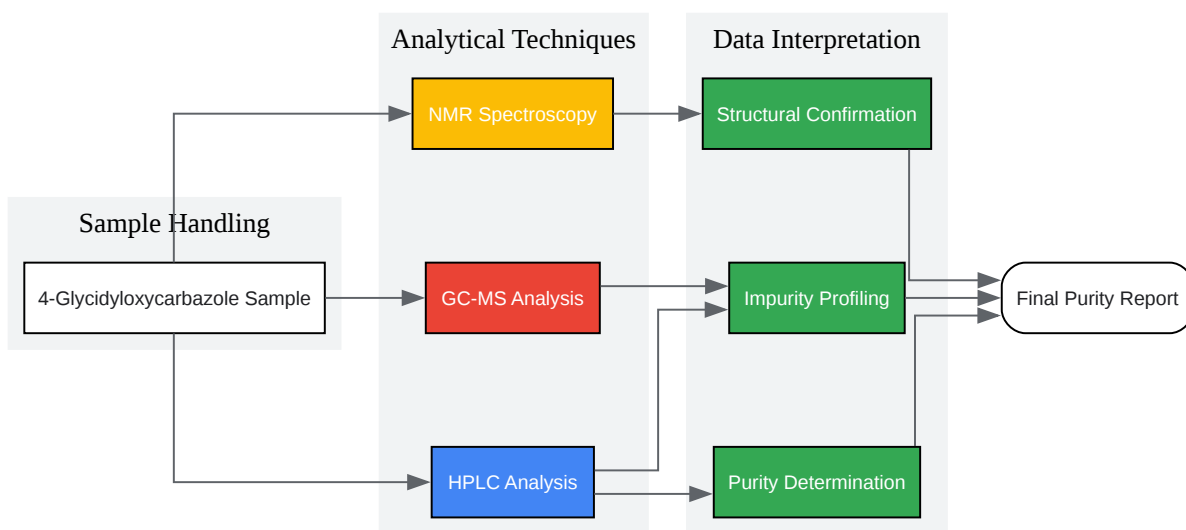 Analytical Techniques
Data Interpretation
NMR Spectroscopy
Structural Confirmation
Sample Handling
4-Glycidyloxycarbazole Sample
GC-MS Analysis
Impurity Profiling
Final Purity Report
HPLC Analysis
Purity Determination